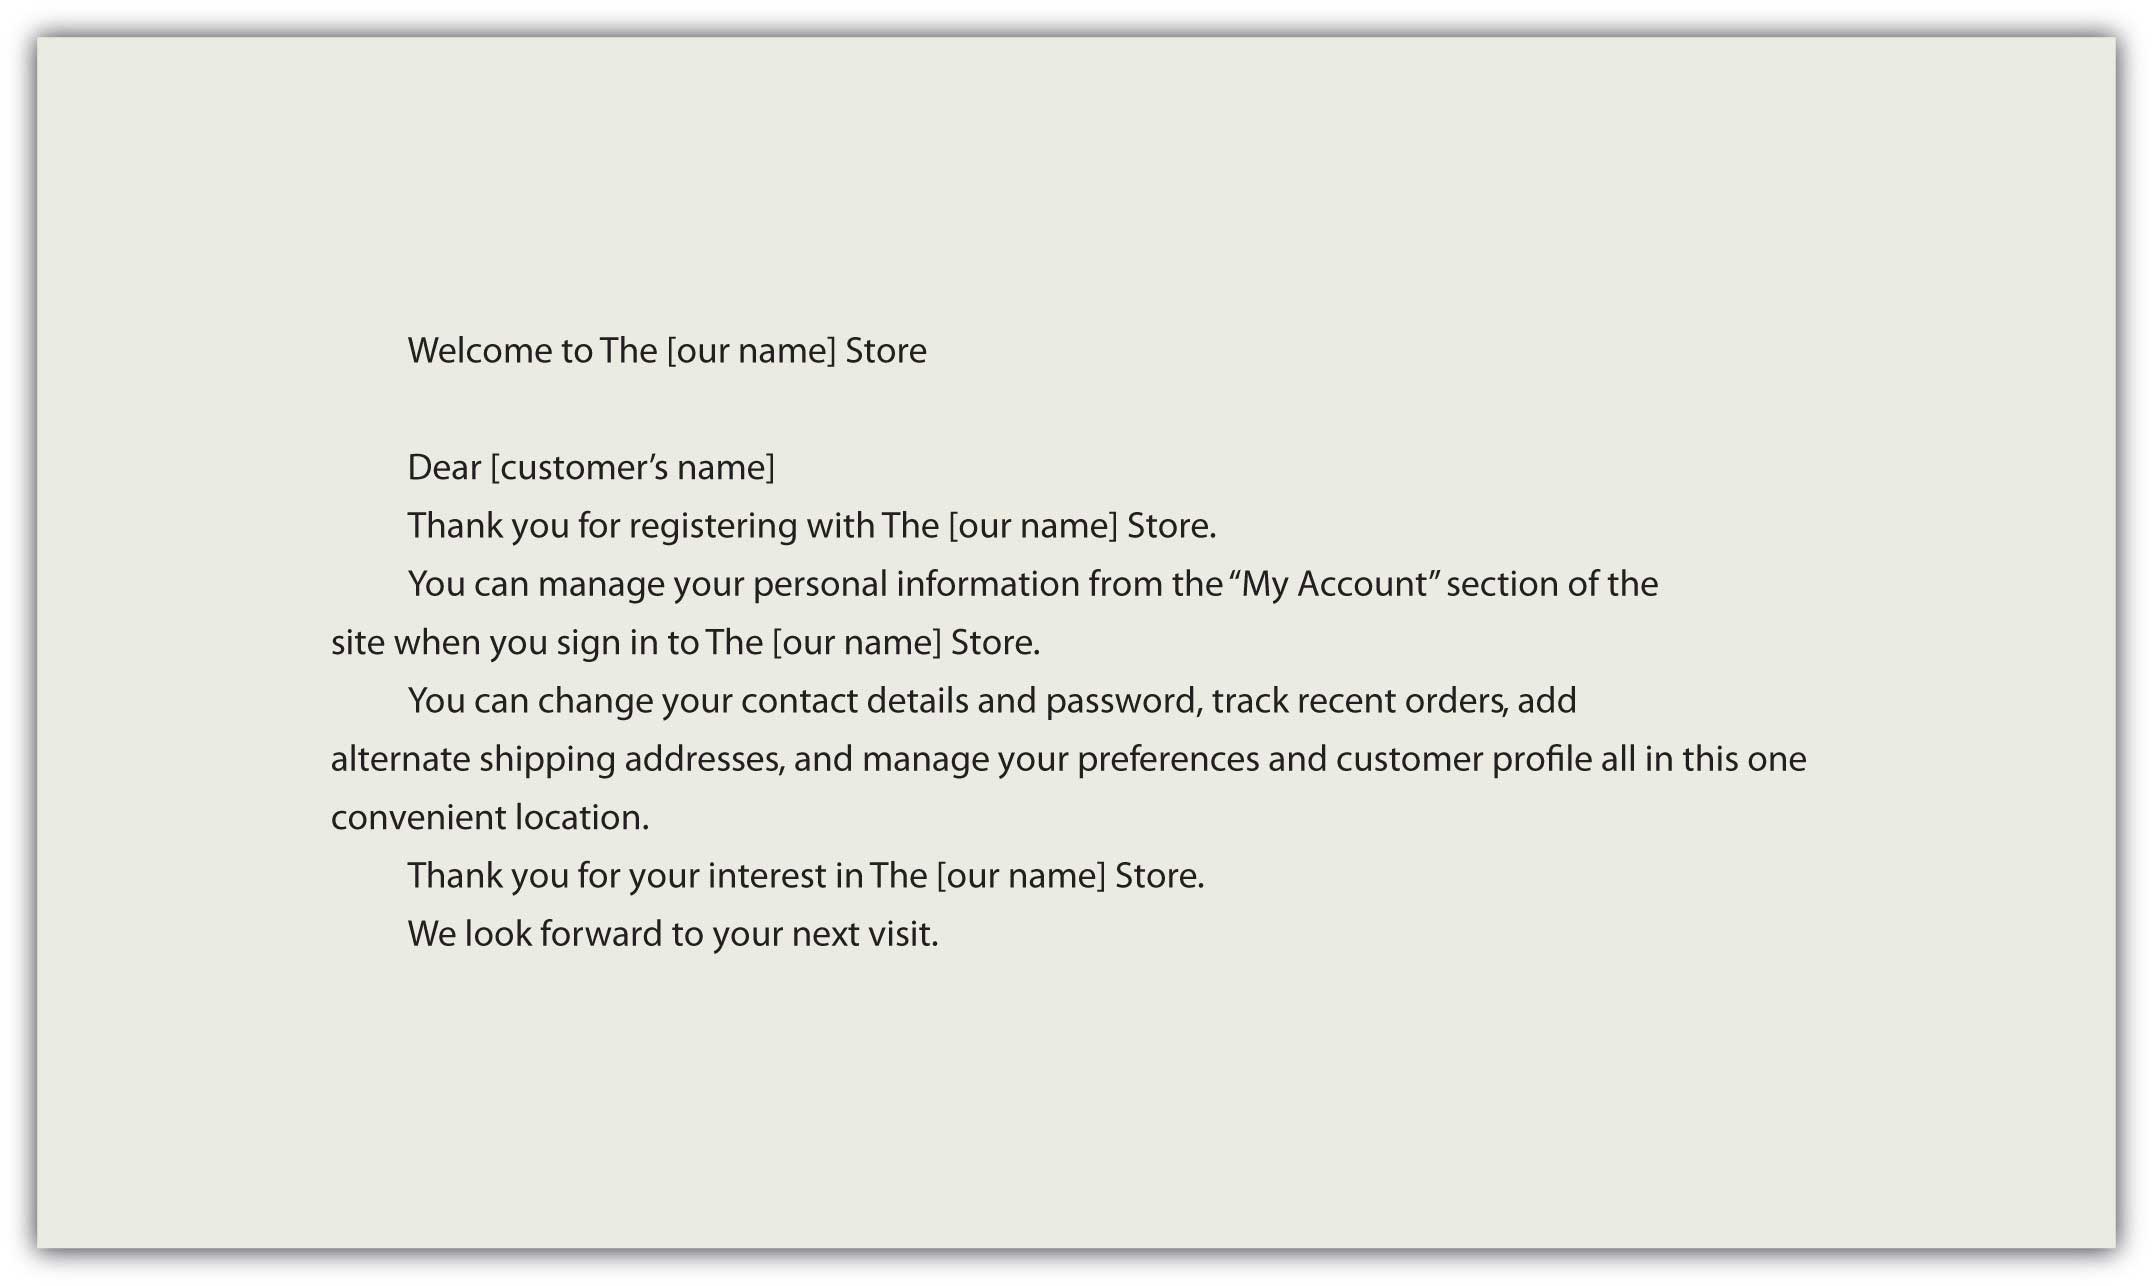 Welcome to The [our name] Store
Dear [customer’s name]
Thank you for registering with The [our name] Store.
You can manage your personal information from the “My Account” section of the
site when you sign in to The [our name] Store.
You can change your contact details and password, track recent orders, add
alternate shipping addresses, and manage your preferences and customer profile all in this one
convenient location.
Thank you for your interest in The [our name] Store.
We look forward to your next visit.